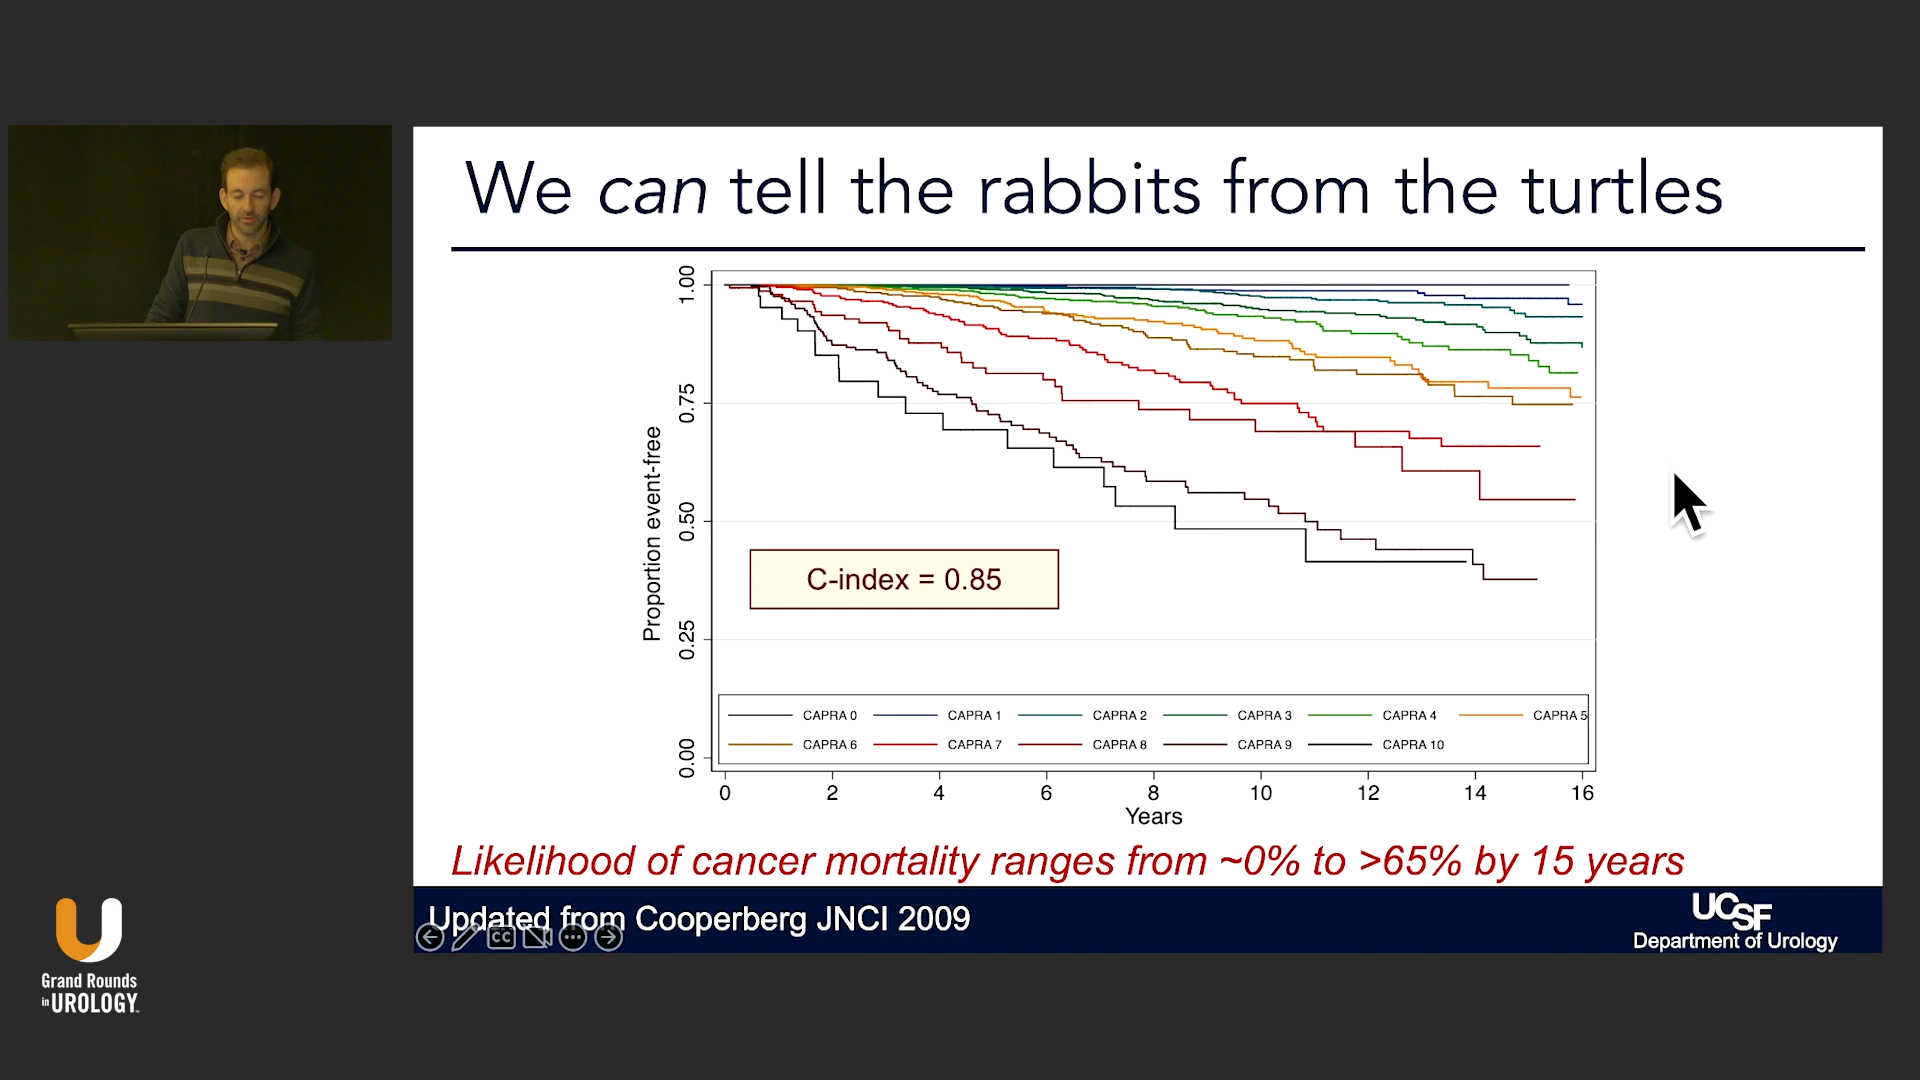 We can tell the rabbits from the turtles
1.00
0.75
0.50
0.25
0.00
Proportion event-free
C-index = 0.85
CAPRA 0 CAPRA 1 CAPRA 2 CAPRA 3 CAPRA 4 CAPRA 5
CAPRA 6 CAPRA 7 CAPRA 8 CAPRA 9 CAPRA 10
0 2 4 6 8 10 12 14 16
Years
Likelihood of cancer mortality ranges from ~0% to >65% by 15 years
Updated from Cooperberg JNCI 2009
CC
UCSF
Department of Urology
Grand Rounds
in UROLOGY